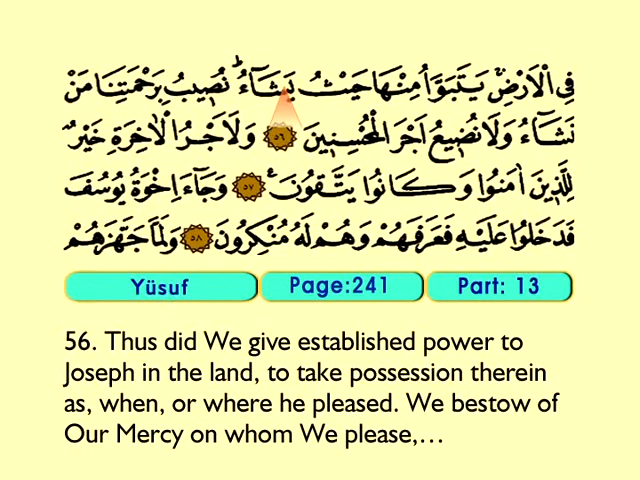 فِي الْاَرْضِ يَتَبَوَّاُ مِنْهَا حَيْثُ يَشَٓاءُ نُصٖيبُ بِرَحْمَتِنَا مَنْ
نَشَٓاءُ وَلَا نُضٖيعُ اَجْرَ الْمُحْسِنٖينَ ٥٦ وَلَاَجْرُ الْاٰخِرَةِ خَيْرٌ
لِلَّذٖينَ اٰمَنُوا وَكَانُوا يَتَّقُونَ ٥٧ وَجَٓاءَ اِخْوَةُ يُوسُفَ
فَدَخَلُوا عَلَيْهِ فَعَرَفَهُمْ وَهُمْ لَهُ مُنْكِرُونَ ٥٨ وَلَمَّا جَهَّزَهُمْ
Yüsuf Page:241 Part: 13
56. Thus did We give established power to
Joseph in the land, to take possession therein
as, when, or where he pleased. We bestow of
Our Mercy on whom We please,…